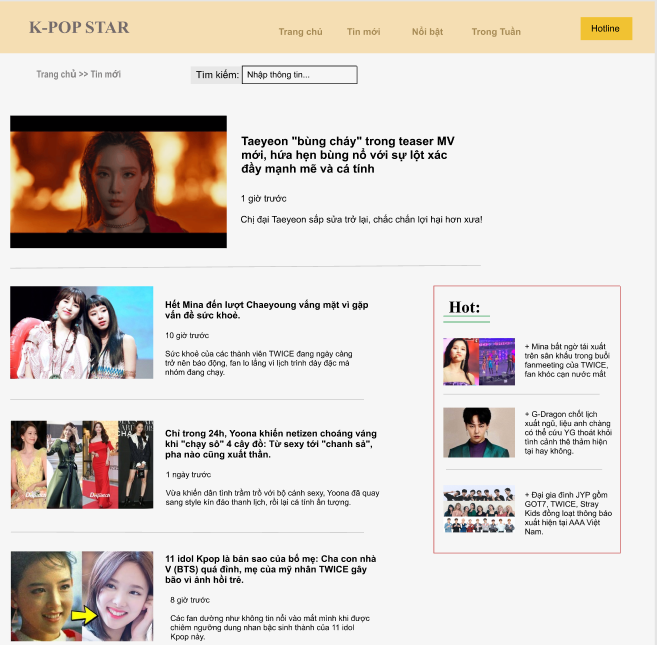 K-POP STAR
Trang chủ Tin mới Nổi bật Trong Tuần
Hotline
Trang chủ >> Tin mới
Tìm kiếm: Nhập thông tin...
Taeyeon "bùng cháy" trong teaser MV
mới, hứa hẹn bùng nổ với sự lột xác
đầy mạnh mẽ và cá tính
1 giờ trước
Chị đại Taeyeon sắp sửa trở lại, chắc chắn lợi hại hơn xưa!
Hết Mina đến lượt Chaeyoung vắng mặt vì gặp
vấn đề sức khoẻ.
10 giờ trước
Sức khoẻ của các thành viên TWICE đang ngày càng
trở nên báo động, fan lo lắng vì lịch trình dày đặc mà
nhóm đang chạy.
Chỉ trong 24h, Yoona khiến netizen choáng váng
khi "chạy số" 4 cây đồ: Từ sexy tới "chanh sả",
pha nào cũng xuất thần.
1 ngày trước
Vừa khiến dân tình trầm trồ với bộ cánh sexy, Yoona đã quay
sang style kín đáo thanh lịch, rồi lại cá tính ấn tượng.
11 idol Kpop là bản sao của bố mẹ: Cha con nhà
V (BTS) quá đỉnh, mẹ của mỹ nhân TWICE gây
bão vì ảnh hồi trẻ.
8 giờ trước
Các fan dường như không tin nổi vào mắt mình khi được
chiêm ngưỡng dung nhan bậc sinh thành của 11 idol
Kpop này.
Hot:
+ Mina bất ngờ tái xuất
trên sân khấu trong buổi
fanmeeting của TWICE,
fan khóc cạn nước mắt
+ G-Dragon chốt lịch
xuất ngũ, liệu anh chàng
có thể cứu YG thoát khỏi
tình cảnh thê thảm hiện
tại hay không.
+ Đại gia đình JYP gồm
GOT7, TWICE, Stray
Kids đồng loạt thông báo
xuất hiện tại AAA Việt
Nam.